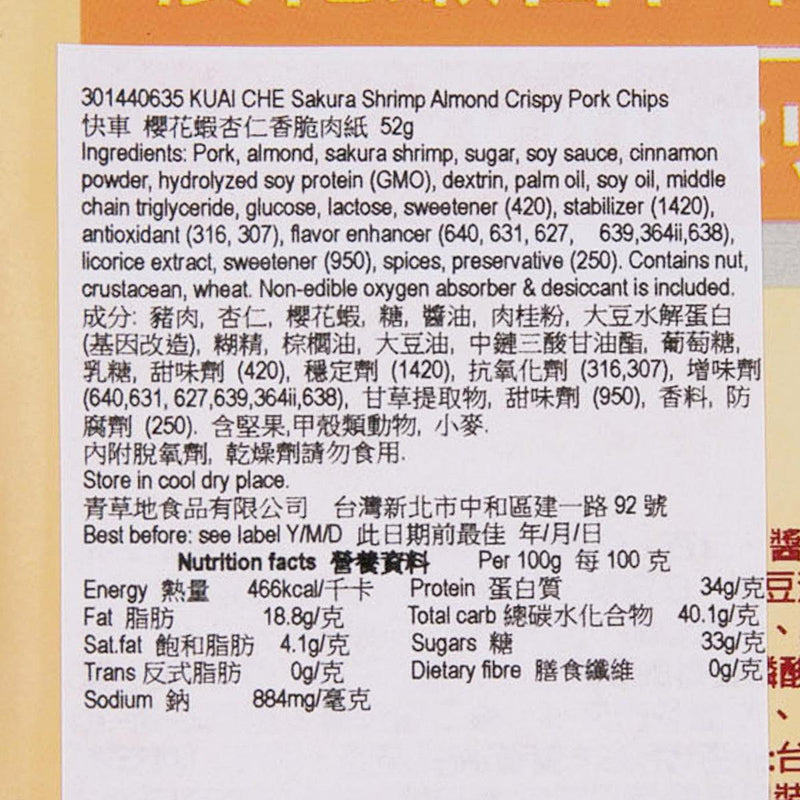 301440635 KUAI CHE Sakura Shrimp Almond Crispy Pork Chips
快車 櫻花蝦杏仁香脆肉紙 52g
Ingredients: Pork, almond, sakura shrimp, sugar, soy sauce, cinnamon
powder, hydrolyzed soy protein (GMO), dextrin, palm oil, soy oil, middle
chain triglyceride, glucose, lactose, sweetener (420), stabilizer (1420),
antioxidant (316, 307), flavor enhancer (640, 631, 627, 639,364ii,638),
licorice extract, sweetener (950), spices, preservative (250). Contains nut,
crustacean, wheat. Non-edible oxygen absorber & desiccant is included.
成分: 豬肉, 杏仁, 櫻花蝦, 糖, 醬油, 肉桂粉, 大豆水解蛋白
(基因改造), 糊精, 棕櫚油, 大豆油, 中鏈三酸甘油酯, 葡萄糖,
乳糖, 甜味劑 (420), 穩定劑 (1420), 抗氧化劑 (316,307), 增味劑
(640,631, 627,639,364ii,638), 甘草提取物, 甜味劑 (950), 香料, 防
腐劑 (250). 含堅果,甲殼類動物, 小麥.
內附脫氧劑, 乾燥劑請勿食用.
Store in cool dry place.
青草地食品有限公司 台灣新北市中和區建一路 92 號
Best before: see label Y/M/D 此日期前最佳 年/月/日
Nutrition facts 營養資料 Per 100g 每 100 克
Energy 熱量 466kcal/千卡 Protein 蛋白質 34g/克
Fat 脂肪 18.8g/克 Total carb 總碳水化合物 40.1g/克
Sat.fat 飽和脂肪 4.1g/克 Sugars 糖 33g/克
Trans 反式脂肪 0g/克 Dietary fibre 膳食纖維 0g/克
Sodium 鈉 884mg/毫克
醬
豆
、
酸
、
:台
裝